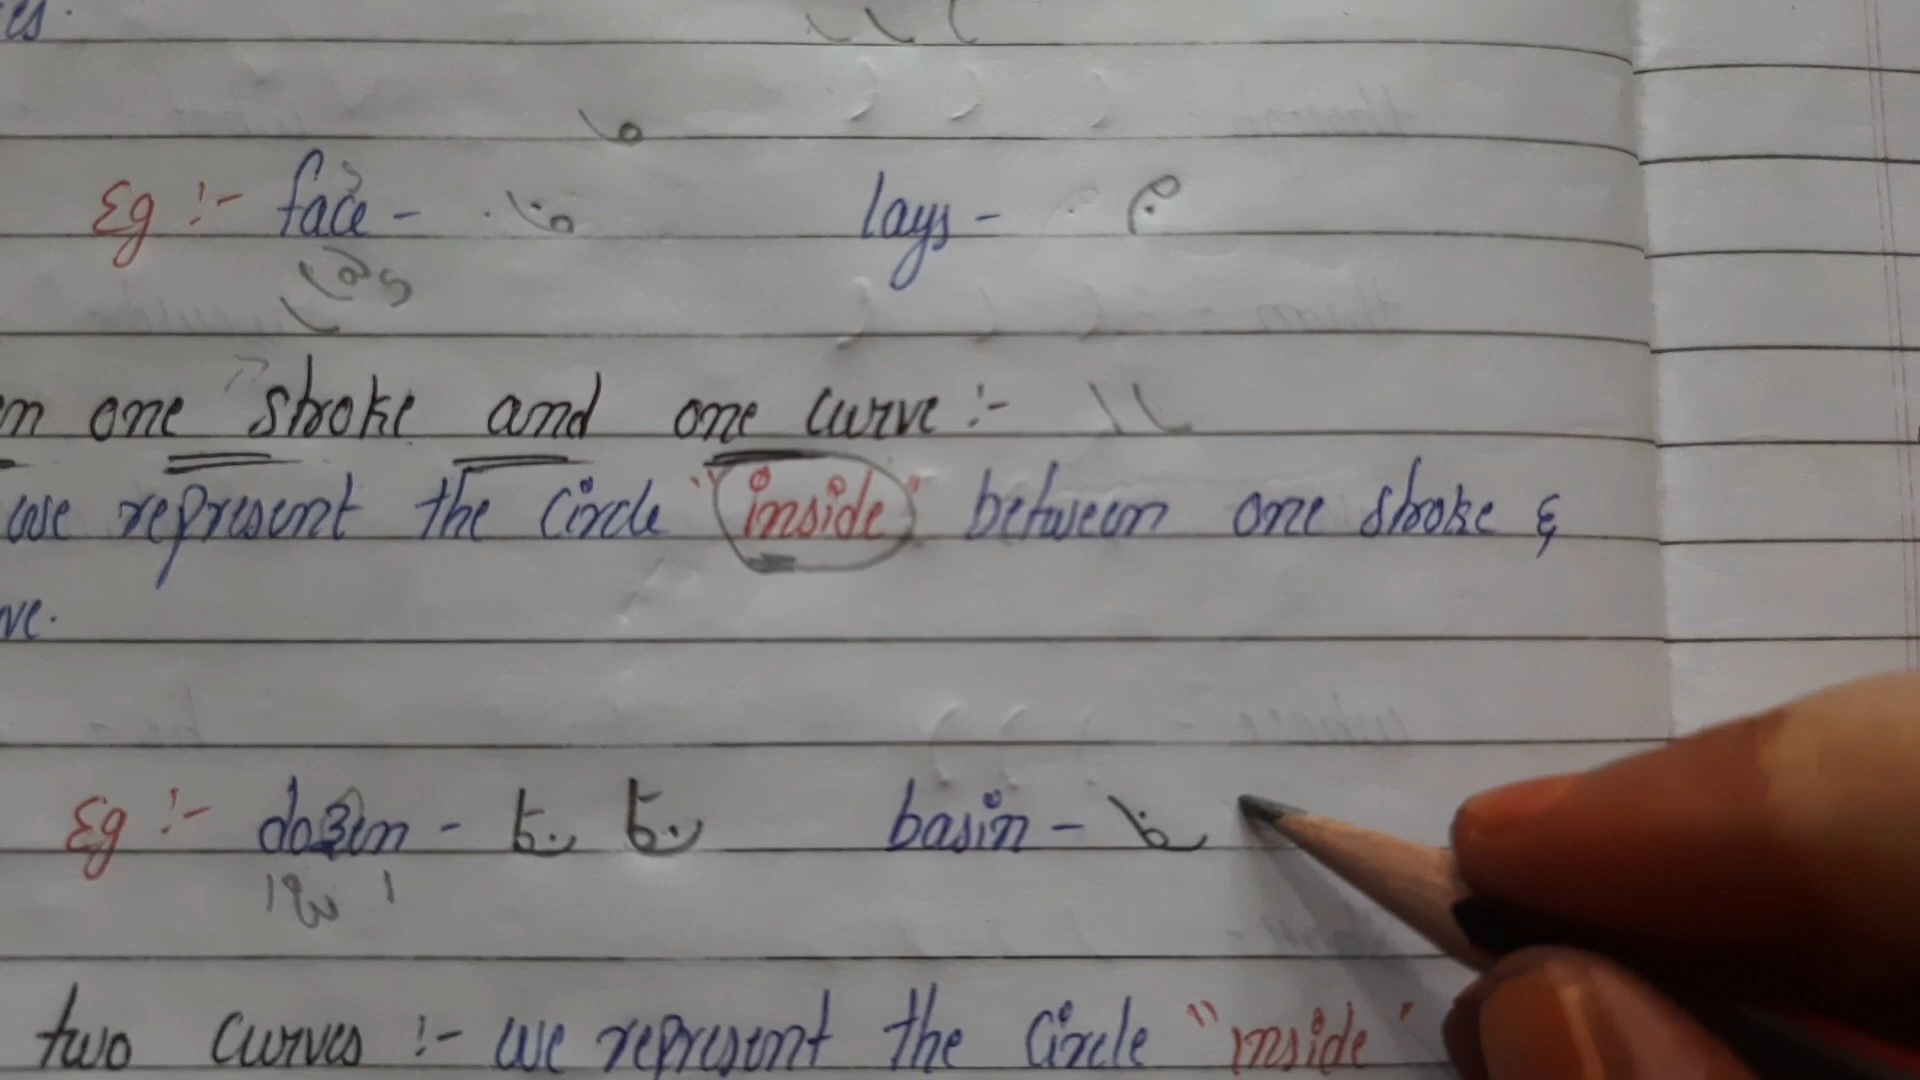 es.
Eg :- face - lays -
m one stroke and one curve :-
we represent the circle "inside" between one stroke &
ve.
Eg :- dozen - basin -
two curves :- we represent the circle "inside"